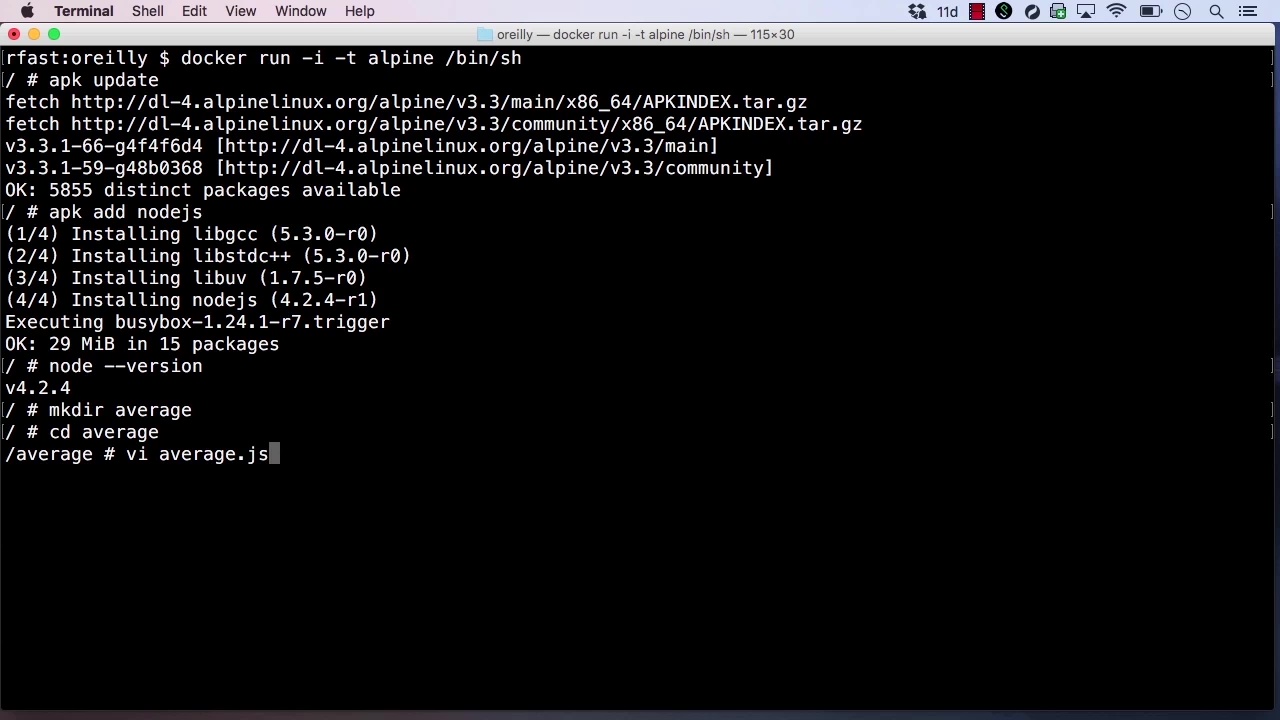 Terminal Shell Edit View Window Help 11d
oreilly — docker run -i -t alpine /bin/sh — 115×30
[rfast:oreilly $ docker run -i -t alpine /bin/sh ]
[/ # apk update ]
fetch http://dl-4.alpinelinux.org/alpine/v3.3/main/x86_64/APKINDEX.tar.gz
fetch http://dl-4.alpinelinux.org/alpine/v3.3/community/x86_64/APKINDEX.tar.gz
v3.3.1-66-g4f4f6d4 [http://dl-4.alpinelinux.org/alpine/v3.3/main]
v3.3.1-59-g48b0368 [http://dl-4.alpinelinux.org/alpine/v3.3/community]
OK: 5855 distinct packages available
[/ # apk add nodejs ]
(1/4) Installing libgcc (5.3.0-r0)
(2/4) Installing libstdc++ (5.3.0-r0)
(3/4) Installing libuv (1.7.5-r0)
(4/4) Installing nodejs (4.2.4-r1)
Executing busybox-1.24.1-r7.trigger
OK: 29 MiB in 15 packages
[/ # node --version ]
v4.2.4
[/ # mkdir average ]
[/ # cd average ]
/average # vi average.js